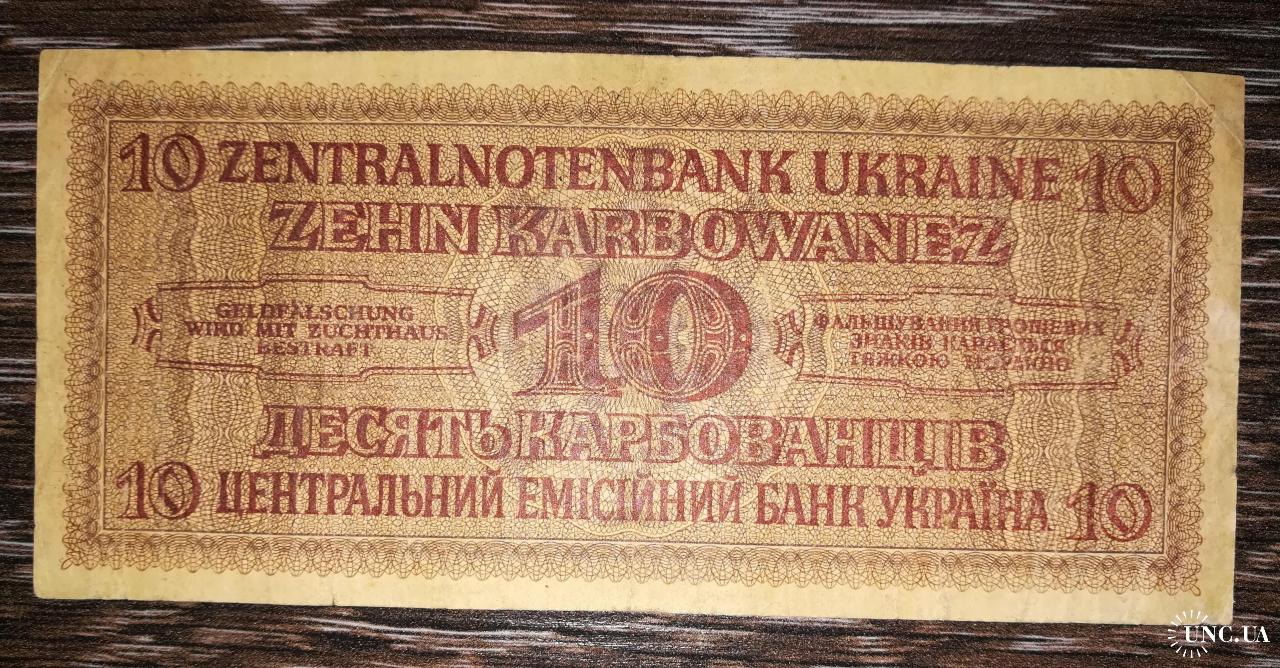 10 ZENTRALNOTENBANK UKRAINE 10
ZEHN KARBOWANEZ
GELDFÄLSCHUNG
WIRD MIT ZUCHTHAUS
BESTRAFT
10
ФАЛЬШУВАННЯ ГРОШЕВИХ
ЗНАКІВ КАРАЄТЬСЯ
ТЯЖКОЮ ТЮРМОЮ
ДЕСЯТЬ КАРБОВАНЦІВ
10 ЦЕНТРАЛЬНИЙ ЕМІСІЙНИЙ БАНК УКРАЇНА 10
UNC.UA